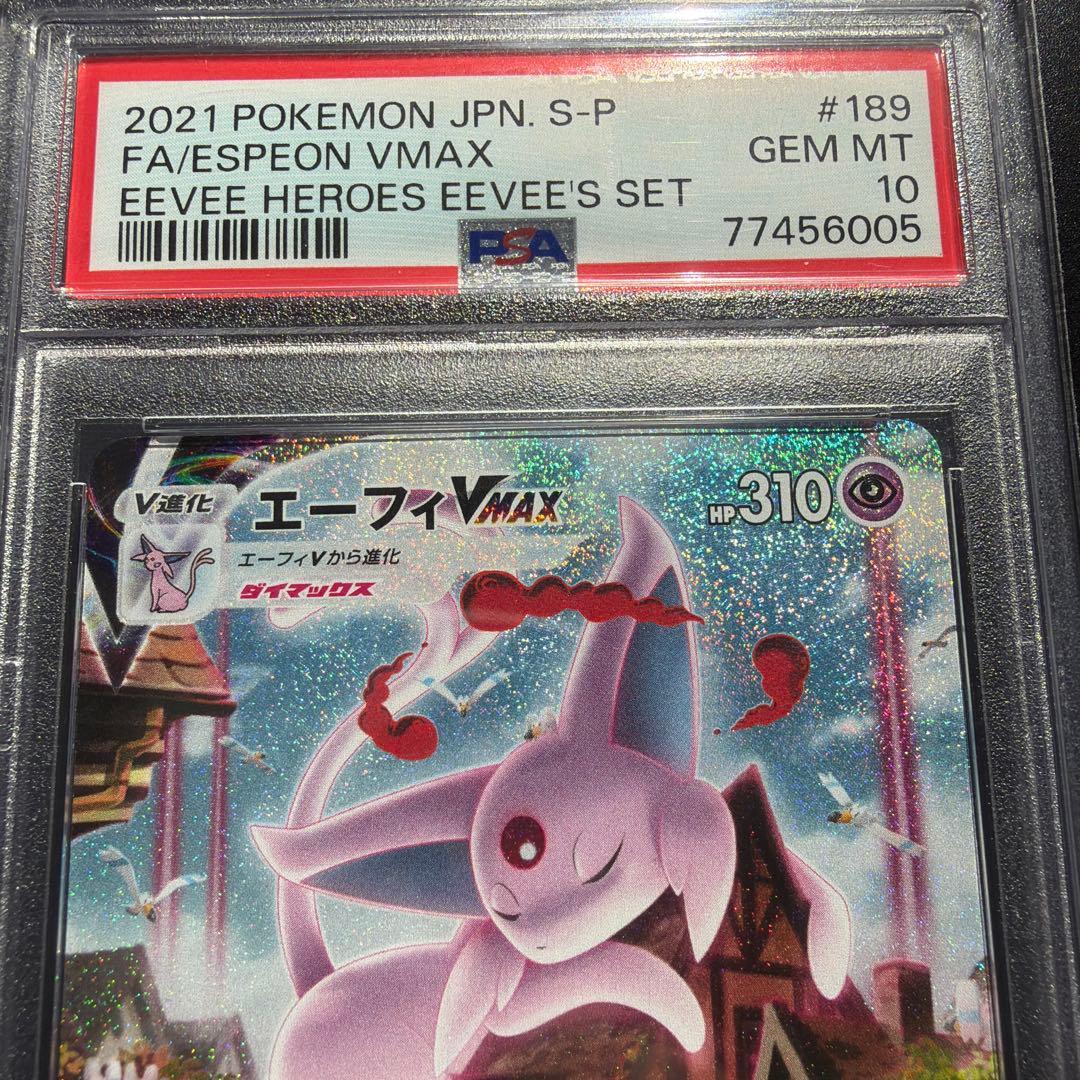 2021 POKEMON JPN. S-P #189
FA/ESPEON VMAX GEM MT
EEVEE HEROES EEVEE'S SET 10
PSA 77456005
V進化 エーフィVMAX HP310
エーフィVから進化
ダイマックス